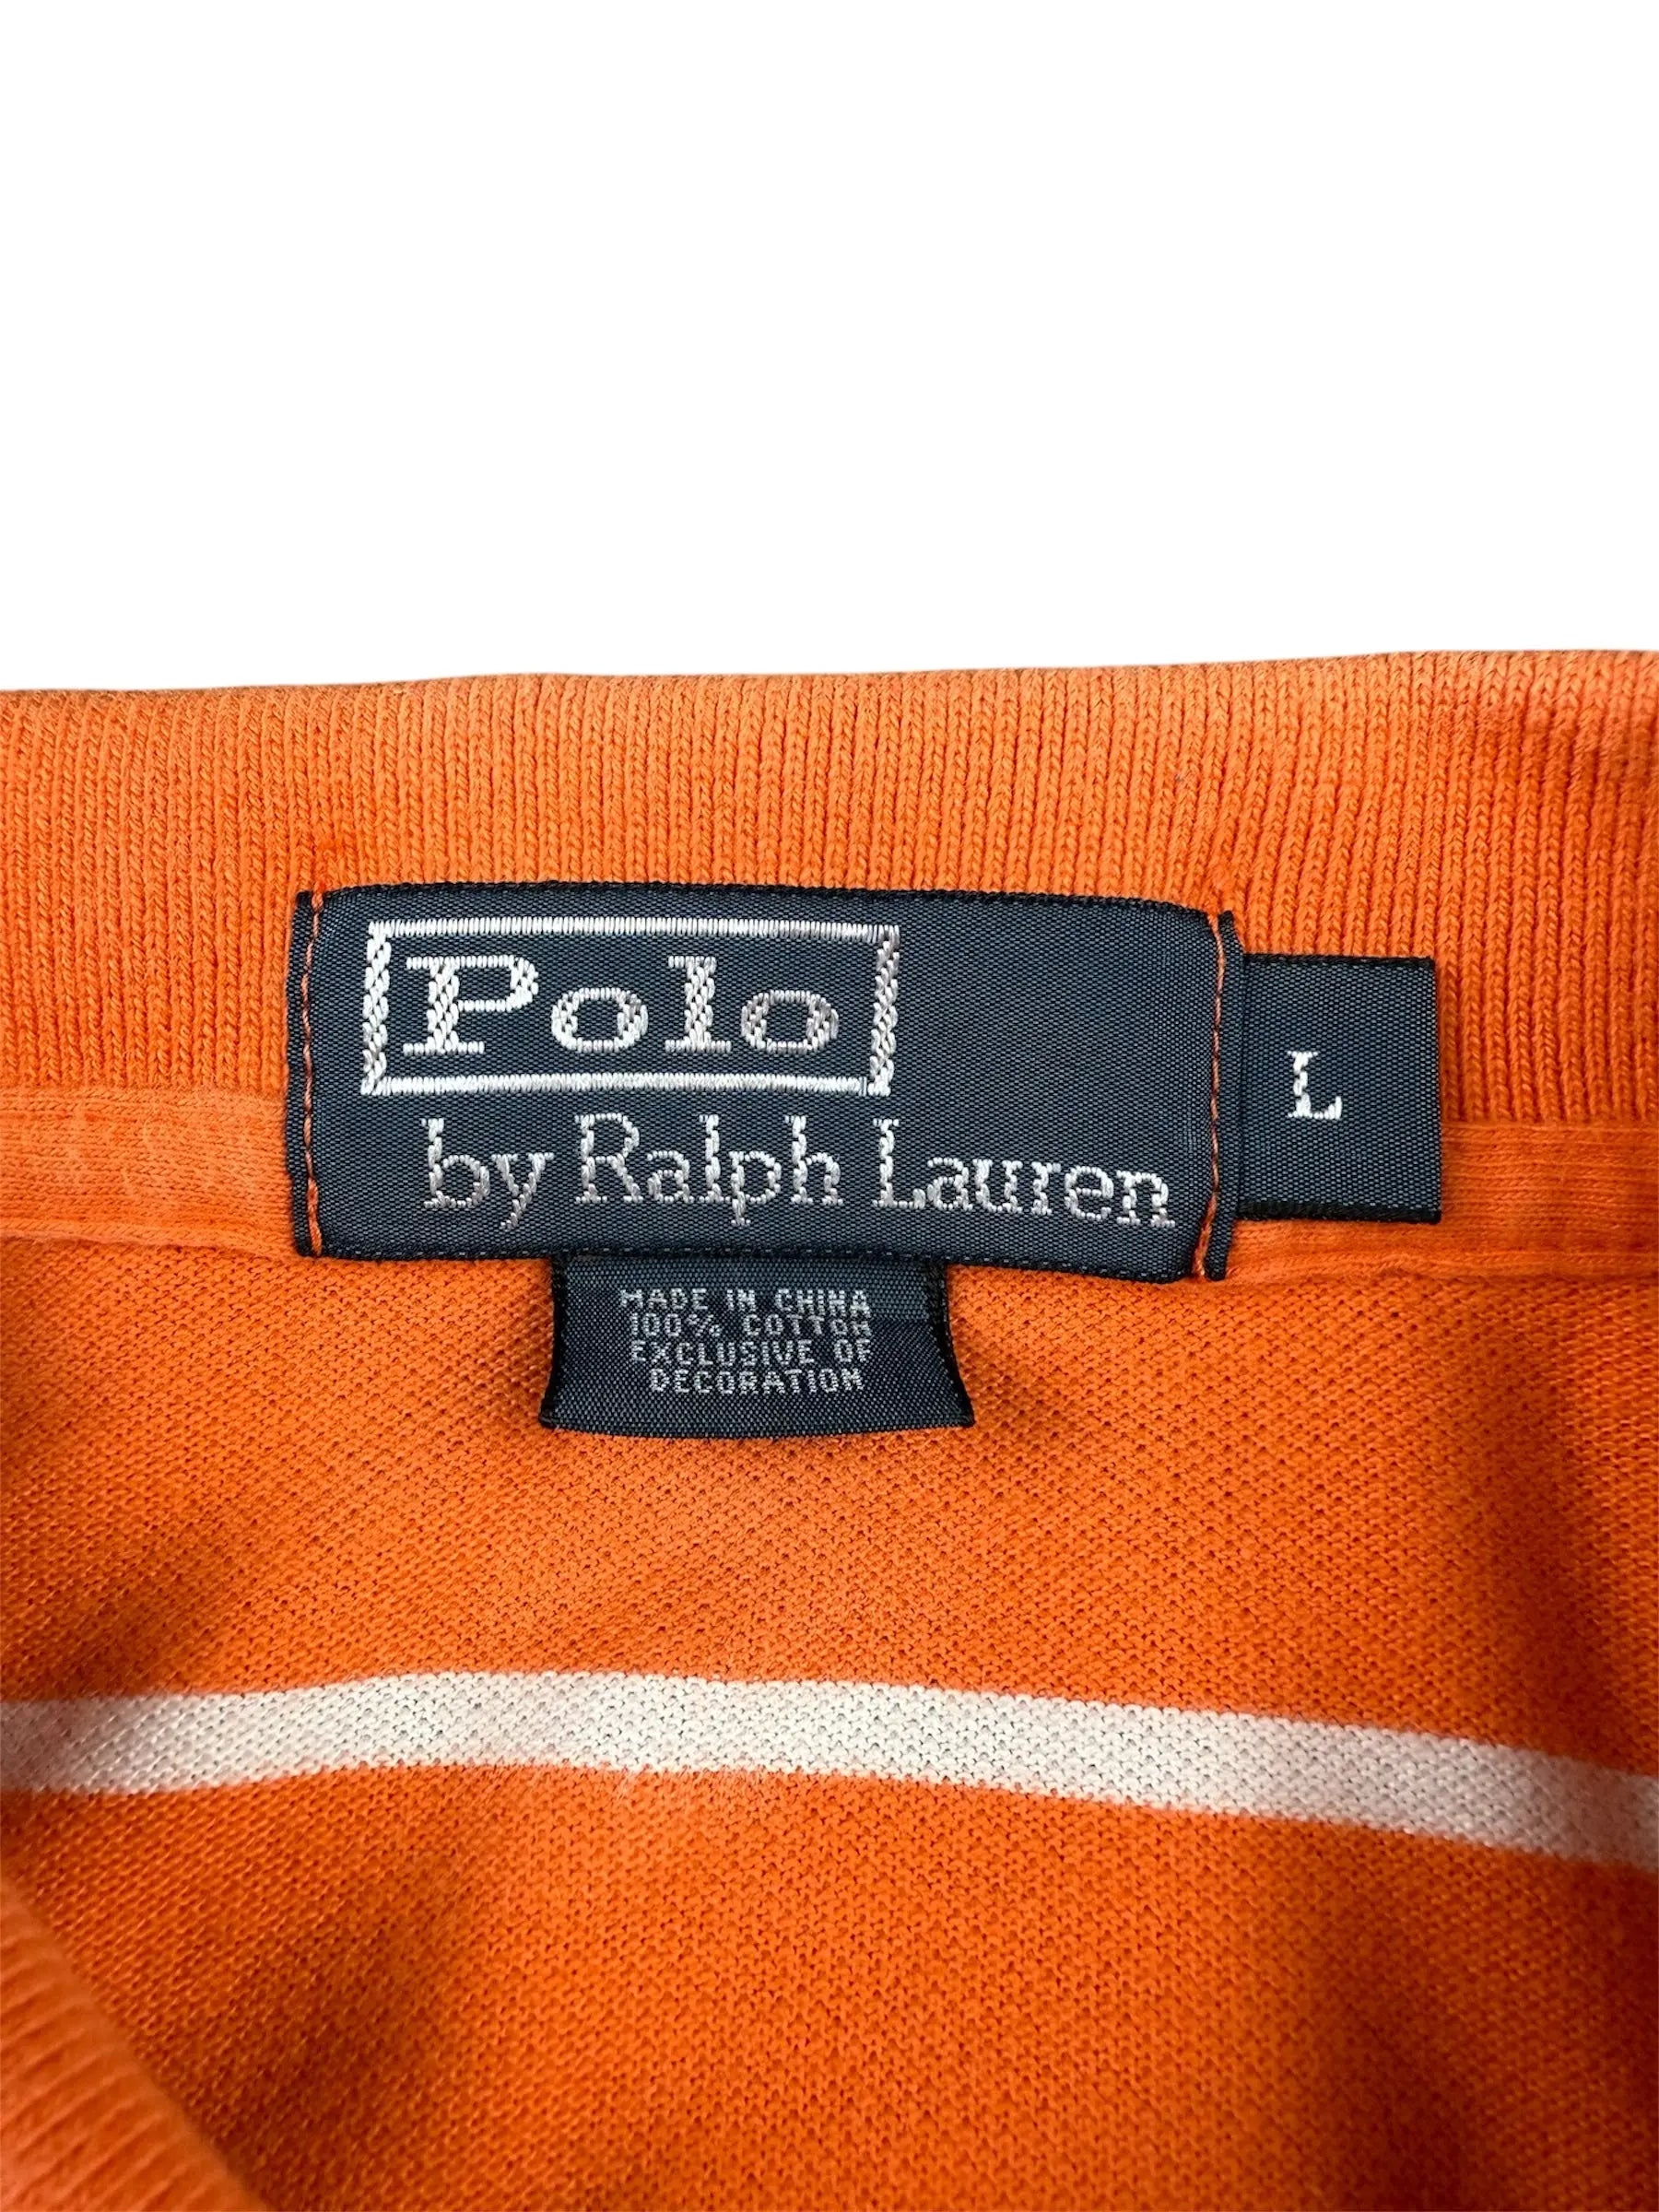 Polo
by Ralph Lauren
L
MADE IN CHINA
100% COTTON
EXCLUSIVE OF
DECORATION